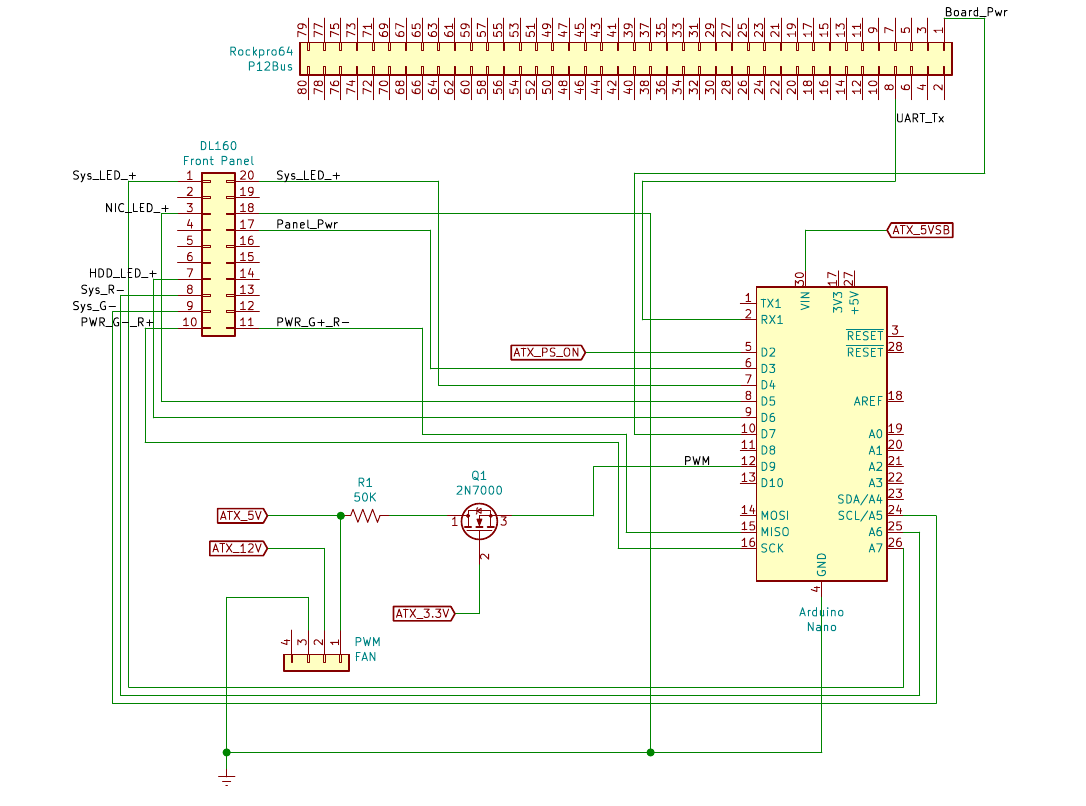 Board_Pwr
79 77 75 73 71 69 67 65 63 61 59 57 55 53 51 49 47 45 43 41 39 37 35 33 31 29 27 25 23 21 19 17 15 13 11 9 7 5 3 1
Rockpro64
P12Bus
80 78 76 74 72 70 68 66 64 62 60 58 56 54 52 50 48 46 44 42 40 38 36 34 32 30 28 26 24 22 20 18 16 14 12 10 8 6 4 2
UART_Tx
DL160
Front Panel
Sys_LED_+ 1 20 Sys_LED_+
2 19
NIC_LED_+ 3 18
4 17 Panel_Pwr
5 16
6 15
HDD_LED_+ 7 14
Sys_R- 8 13
Sys_G- 9 12
PWR_G-_R+ 10 11 PWR_G+_R-
ATX_5VSB
30 17 27
VIN 3V3 +5V
1 TX1
2 RX1
RESET 3
ATX_PS_ON 5 D2 RESET 28
6 D3
7 D4
8 D5 AREF 18
9 D6
10 D7 A0 19
11 D8 A1 20
PWM 12 D9 A2 21
13 D10 A3 22
SDA/A4 23
14 MOSI SCL/A5 24
15 MISO A6 25
16 SCK A7 26
GND
4
Arduino
Nano
R1
50K
Q1
2N7000
ATX_5V 1 3
2
ATX_12V
ATX_3.3V
4 3 2 1
PWM
FAN